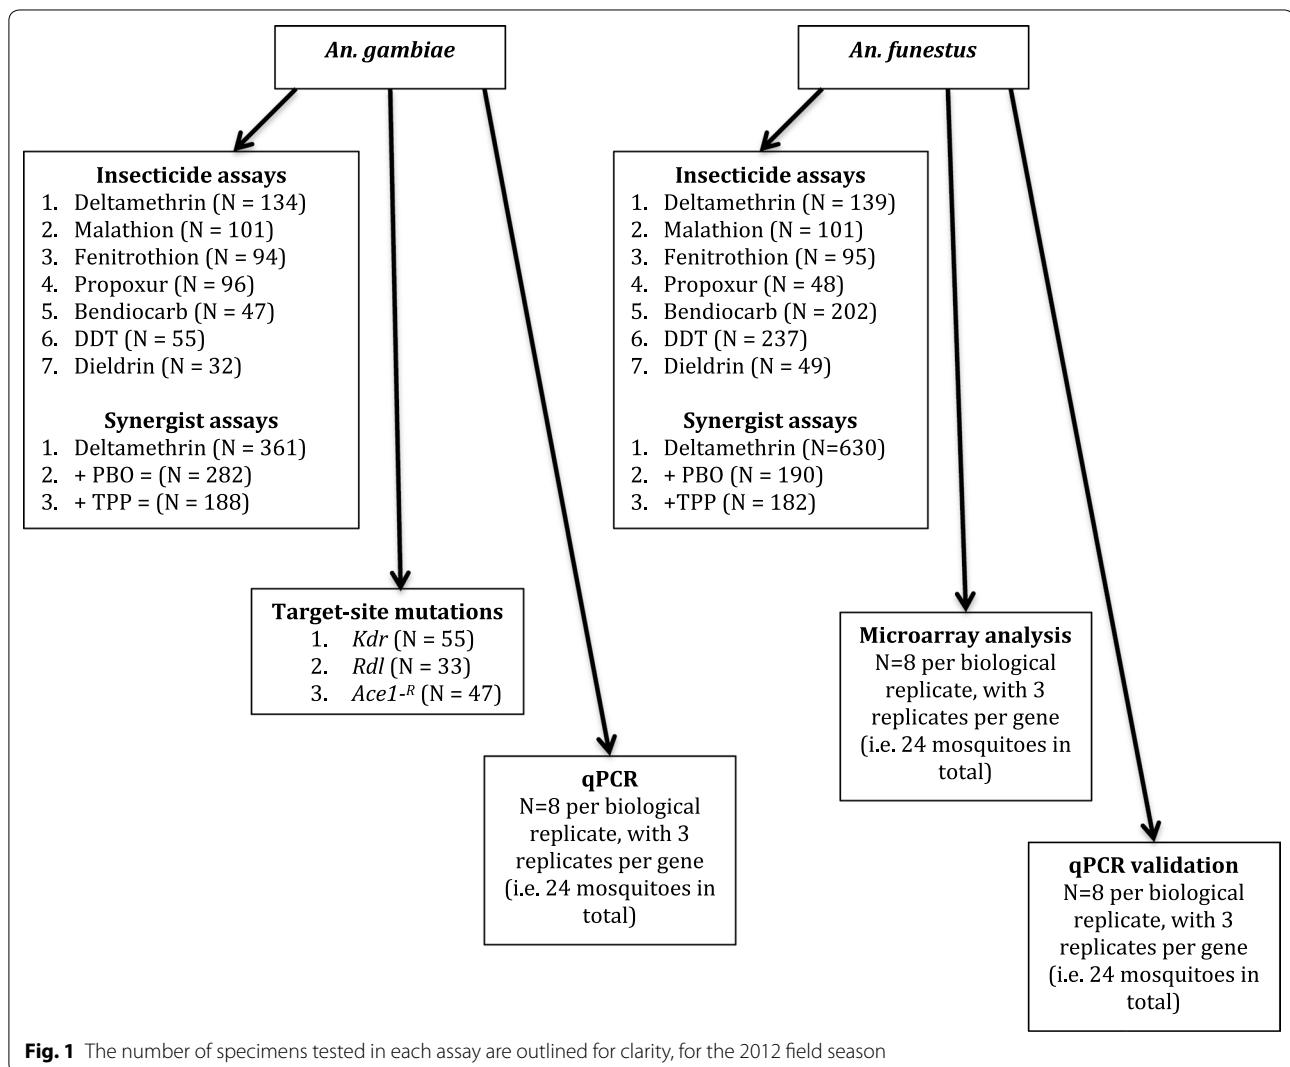 An. gambiae
Insecticide assays
1. Deltamethrin (N = 134)
2. Malathion (N = 101)
3. Fenitrothion (N = 94)
4. Propoxur (N = 96)
5. Bendiocarb (N = 47)
6. DDT (N = 55)
7. Dieldrin (N = 32)
Synergist assays
1. Deltamethrin (N = 361)
2. + PBO = (N = 282)
3. + TPP = (N = 188)
Target-site mutations
1. Kdr (N = 55)
2. Rdl (N = 33)
3. Ace1-R (N = 47)
qPCR
N=8 per biological
replicate, with 3
replicates per gene
(i.e. 24 mosquitoes in
total)
An. funestus
Insecticide assays
1. Deltamethrin (N = 139)
2. Malathion (N = 101)
3. Fenitrothion (N = 95)
4. Propoxur (N = 48)
5. Bendiocarb (N = 202)
6. DDT (N = 237)
7. Dieldrin (N = 49)
Synergist assays
1. Deltamethrin (N=630)
2. + PBO (N = 190)
3. +TPP (N = 182)
Microarray analysis
N=8 per biological
replicate, with 3
replicates per gene
(i.e. 24 mosquitoes in
total)
qPCR validation
N=8 per biological
replicate, with 3
replicates per gene
(i.e. 24 mosquitoes in
total)
Fig. 1 The number of specimens tested in each assay are outlined for clarity, for the 2012 field season